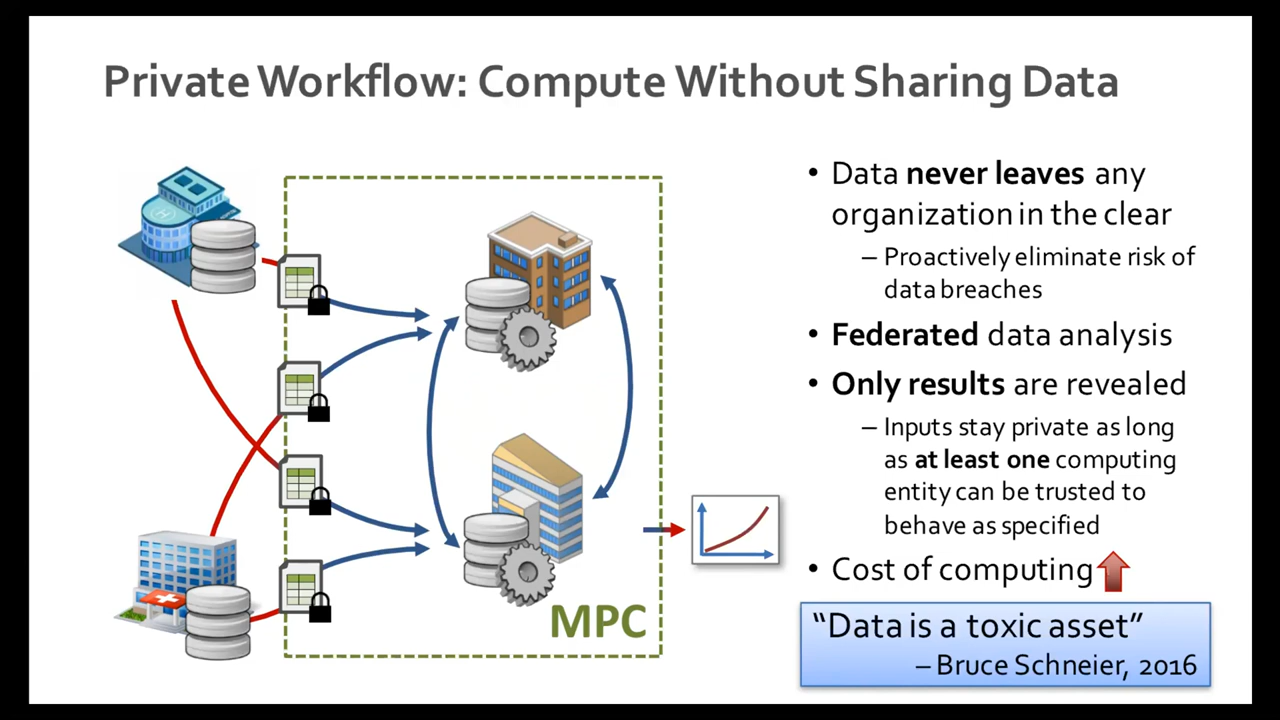 Private Workflow: Compute Without Sharing Data
• Data never leaves any
organization in the clear
– Proactively eliminate risk of
data breaches
• Federated data analysis
• Only results are revealed
– Inputs stay private as long
as at least one computing
entity can be trusted to
behave as specified
• Cost of computing
"Data is a toxic asset"
– Bruce Schneier, 2016
MPC
H